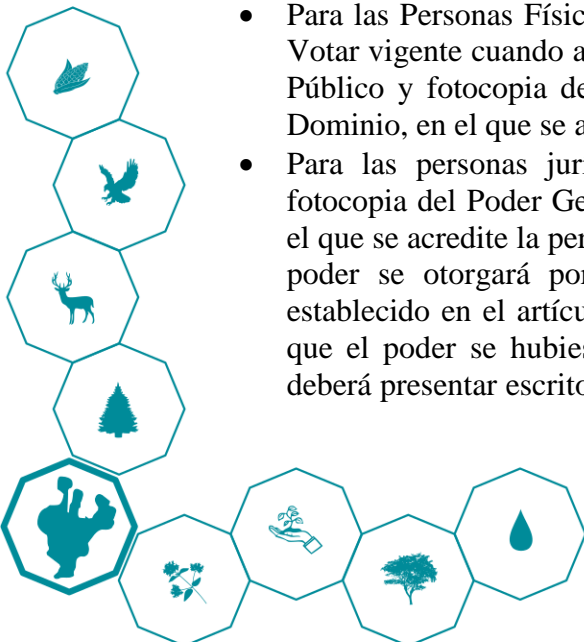 • Para las Personas Físic
Votar vigente cuando a
Público y fotocopia de
Dominio, en el que se a
• Para las personas juri
fotocopia del Poder Ge
el que se acredite la per
poder se otorgará por
establecido en el artícu
que el poder se hubies
deberá presentar escrito